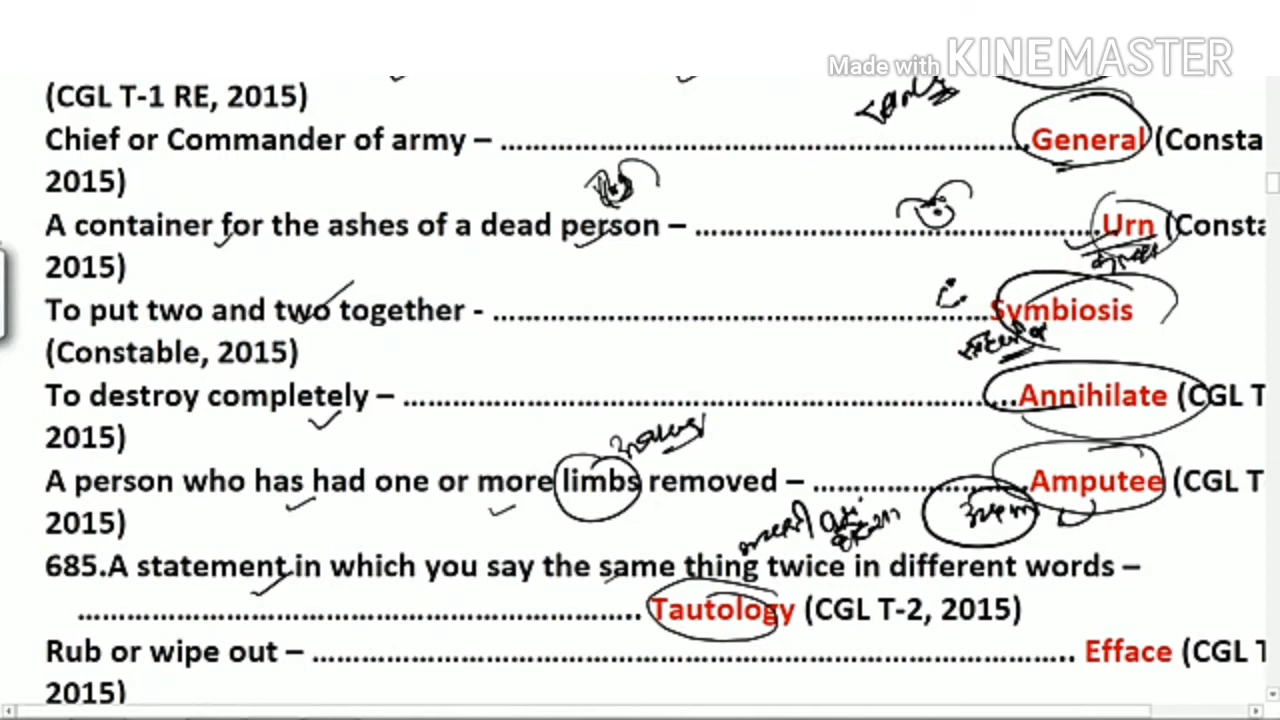 Made with KINEMASTER
(CGL T-1 RE, 2015)
Chief or Commander of army – ……………………………………………………….General (Consta
2015)
A container for the ashes of a dead person – ………………………………………….Urn (Consta
2015)
To put two and two together - ……………………………………………………Symbiosis
(Constable, 2015)
To destroy completely – …………………………………………………………………..Annihilate (CGL T
2015)
A person who has had one or more limbs removed – ……………………..Amputee (CGL T
2015)
685.A statement in which you say the same thing twice in different words –
………………………………………………………………….. Tautology (CGL T-2, 2015)
Rub or wipe out – ………………………………………………………………………….. Efface (CGL T
2015)